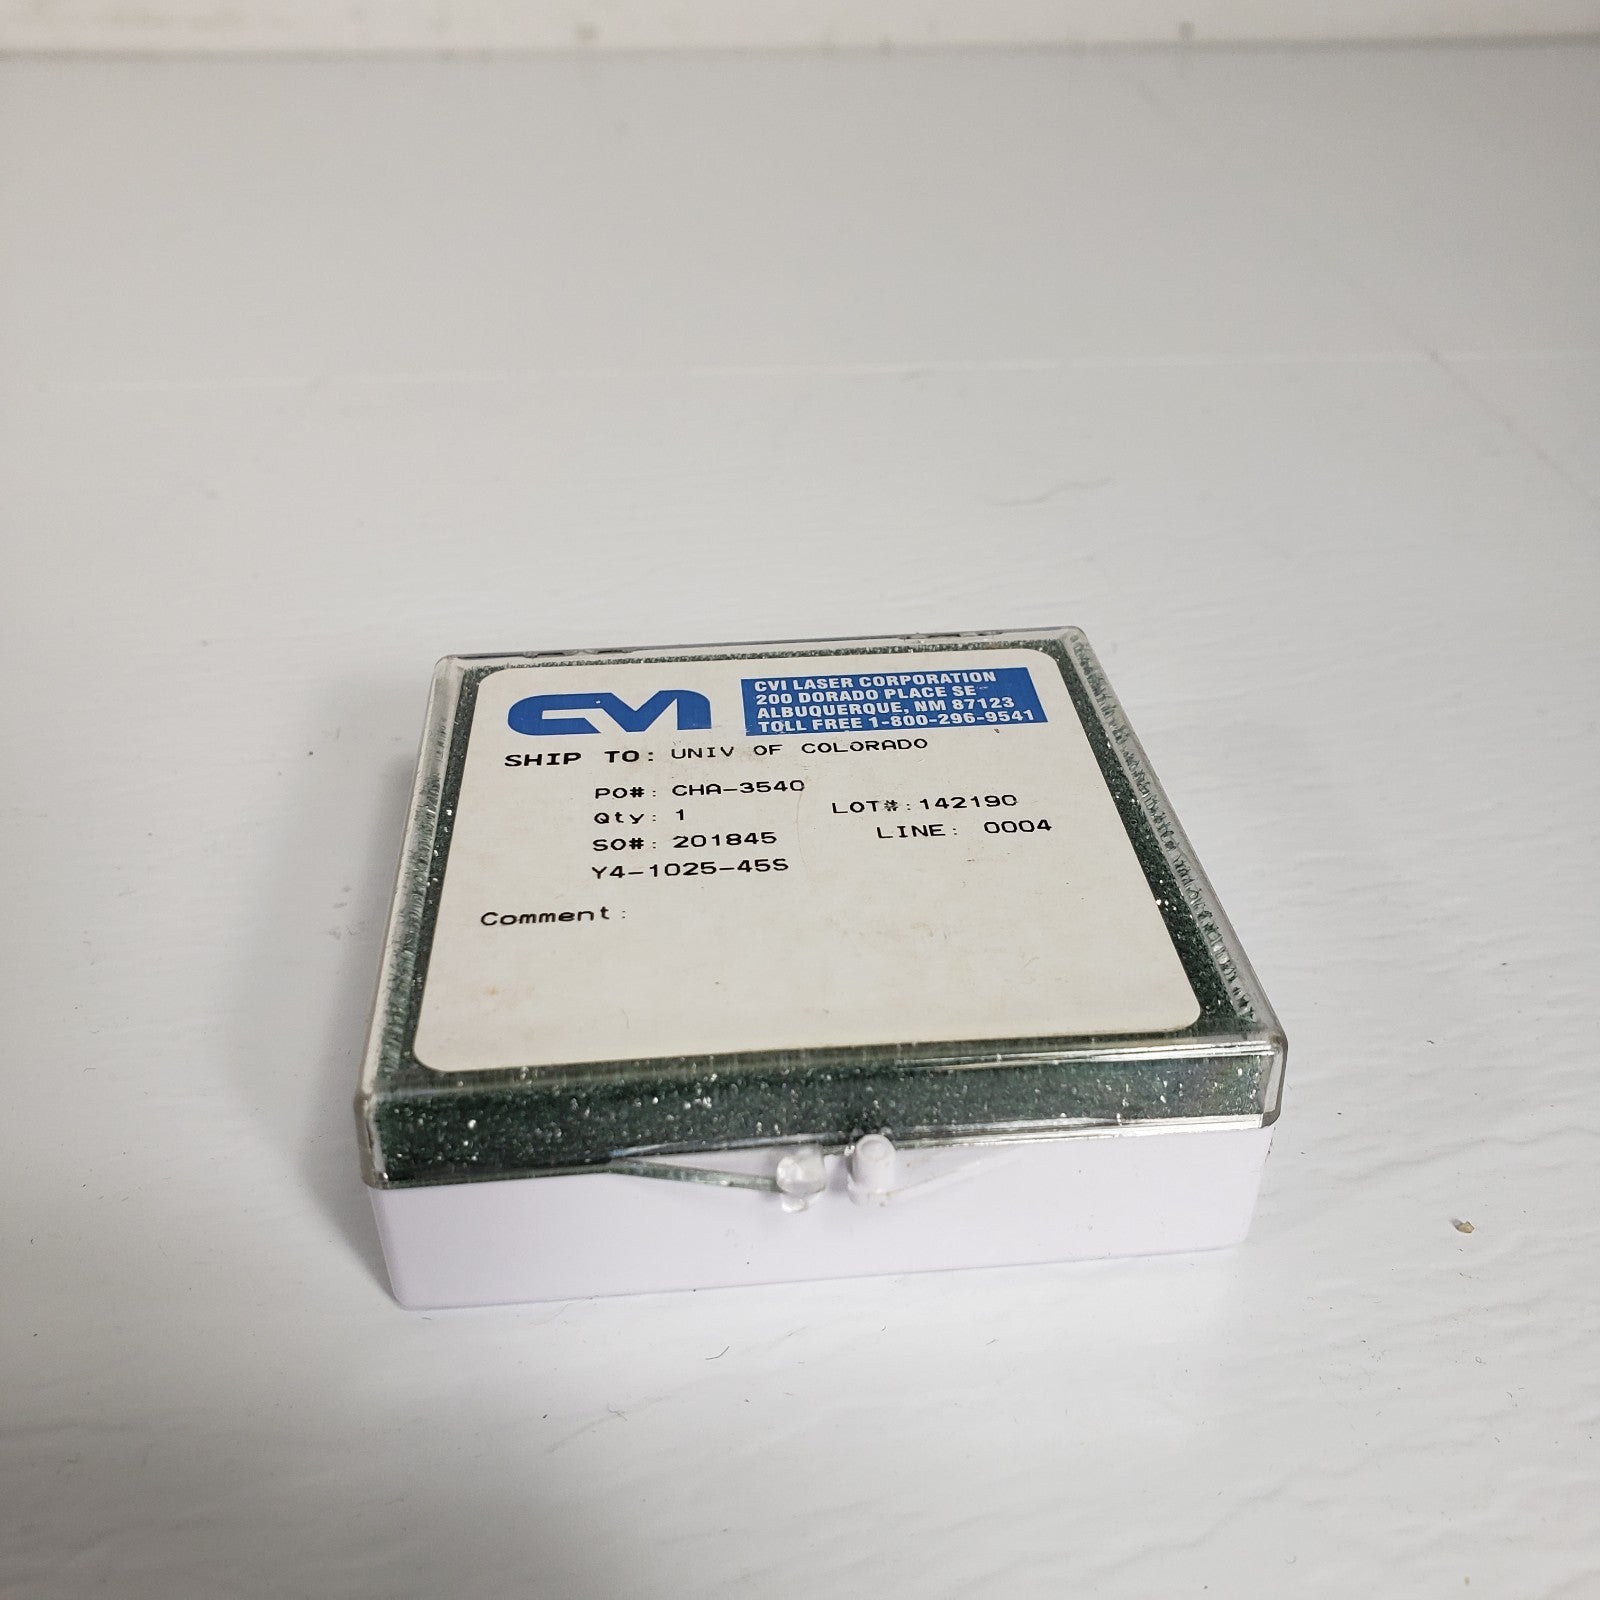 CVI
CVI LASER CORPORATION
200 DORADO PLACE SE
ALBUQUERQUE, NM 87123
TOLL FREE 1-800-296-9541
SHIP TO: UNIV OF COLORADO
PO#: CHA-3540
Qty: 1
LOT#:142190
SO#: 201845
LINE: 0004
Y4-1025-45S
Comment: